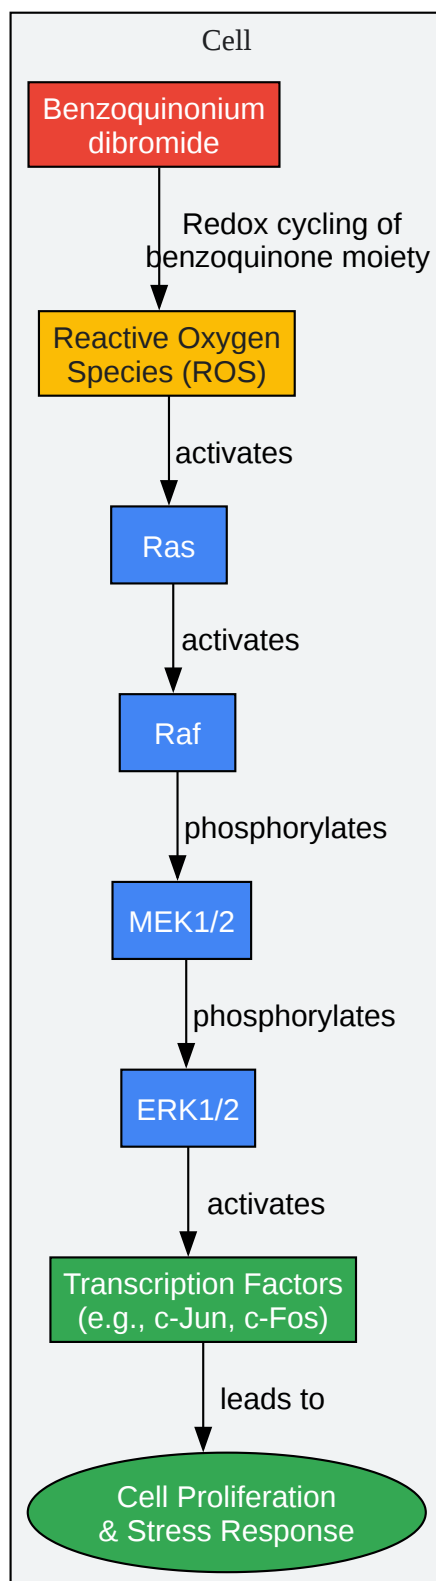 Cell
Benzoquinonium
dibromide
Redox cycling of
benzoquinone moiety
Reactive Oxygen
Species (ROS)
activates
Ras
activates
Raf
phosphorylates
MEK1/2
phosphorylates
ERK1/2
activates
Transcription Factors
(e.g., c-Jun, c-Fos)
leads to
Cell Proliferation
& Stress Response